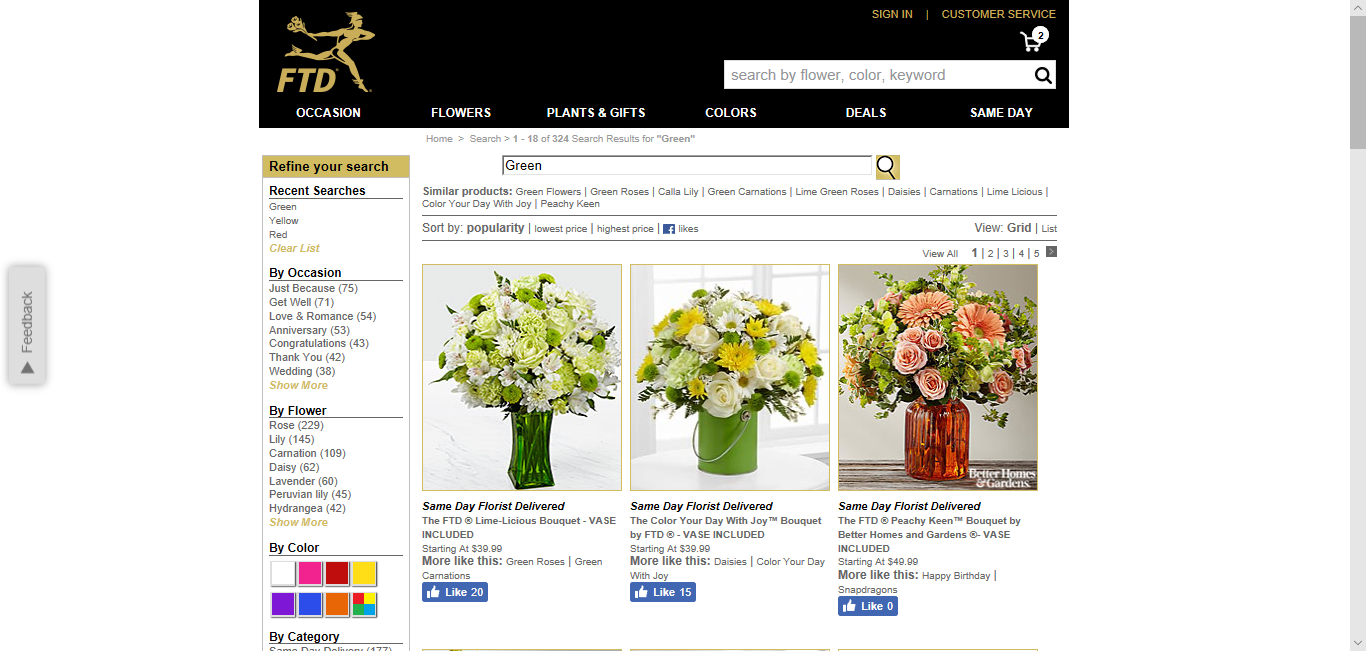 SIGN IN | CUSTOMER SERVICE
2
FTD
search by flower, color, keyword
OCCASION FLOWERS PLANTS & GIFTS COLORS DEALS SAME DAY
Home > Search > 1 - 18 of 324 Search Results for "Green"
Refine your search
Recent Searches
Green
Yellow
Red
Clear List
By Occasion
Just Because (75)
Get Well (71)
Love & Romance (54)
Anniversary (53)
Congratulations (43)
Thank You (42)
Wedding (38)
Show More
By Flower
Rose (229)
Lily (145)
Carnation (109)
Daisy (62)
Lavender (60)
Peruvian lily (45)
Hydrangea (42)
Show More
By Color
By Category
Same Day Delivery (177)
Feedback
Green
Similar products: Green Flowers | Green Roses | Calla Lily | Green Carnations | Lime Green Roses | Daisies | Carnations | Lime Licious |
Color Your Day With Joy | Peachy Keen
Sort by: popularity | lowest price | highest price | f likes
View: Grid | List
View All 1 | 2 | 3 | 4 | 5 >
Same Day Florist Delivered
The FTD ® Lime-Licious Bouquet - VASE
INCLUDED
Starting At $39.99
More like this: Green Roses | Green
Carnations
Like 20
Same Day Florist Delivered
The Color Your Day With Joy™ Bouquet
by FTD ® - VASE INCLUDED
Starting At $39.99
More like this: Daisies | Color Your Day
With Joy
Like 15
Better Homes
& Gardens
Same Day Florist Delivered
The FTD ® Peachy Keen™ Bouquet by
Better Homes and Gardens ®- VASE
INCLUDED
Starting At $49.99
More like this: Happy Birthday |
Snapdragons
Like 0